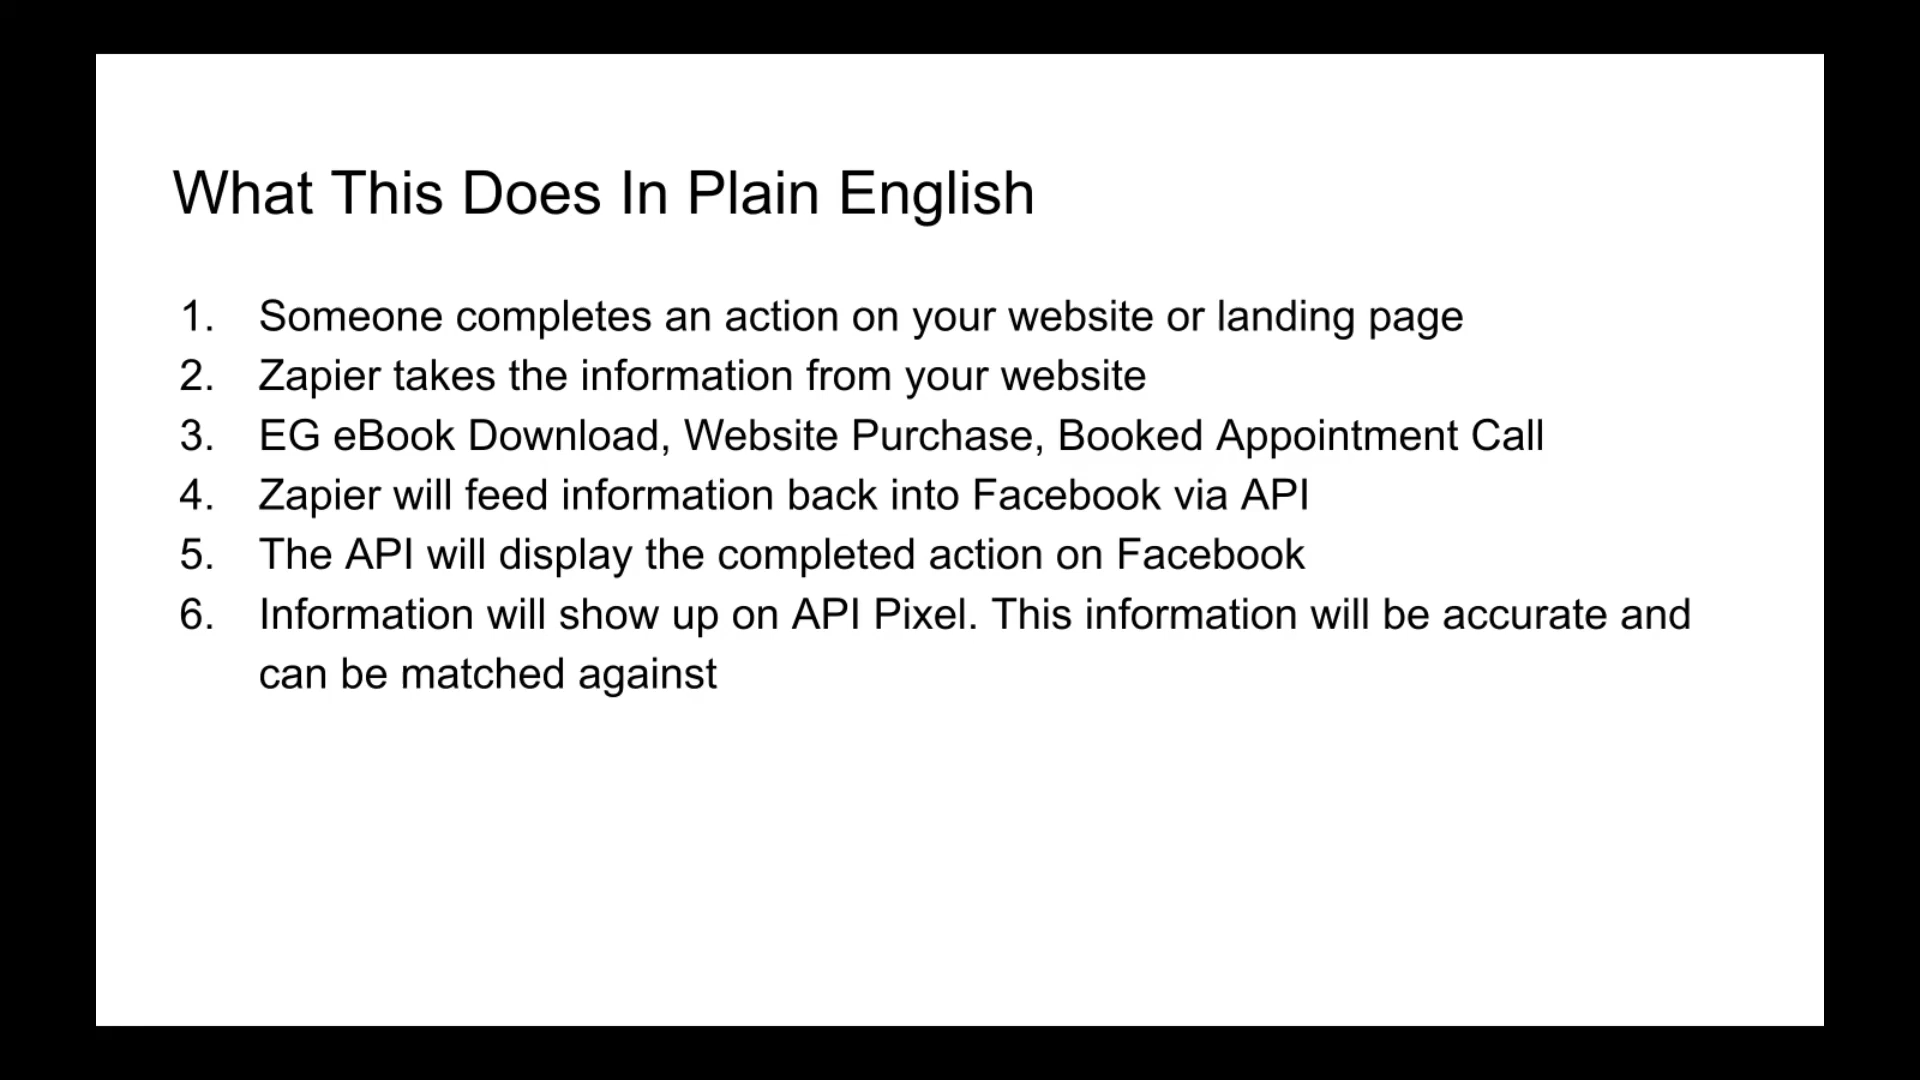 What This Does In Plain English
1. Someone completes an action on your website or landing page
2. Zapier takes the information from your website
3. EG eBook Download, Website Purchase, Booked Appointment Call
4. Zapier will feed information back into Facebook via API
5. The API will display the completed action on Facebook
6. Information will show up on API Pixel. This information will be accurate and
can be matched against